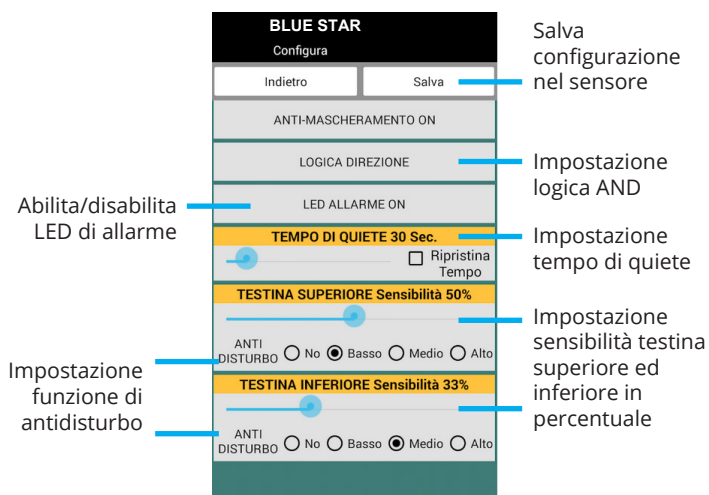 BLUE STAR
Configura
Indietro
Salva
Salva
configurazione
nel sensore
ANTI-MASCHERAMENTO ON
LOGICA DIREZIONE
Impostazione
logica AND
Abilita/disabilita
LED di allarme
LED ALLARME ON
TEMPO DI QUIETE 30 Sec.
Ripristina
Tempo
Impostazione
tempo di quiete
TESTINA SUPERIORE Sensibilità 50%
ANTI
DISTURBO No Basso Medio Alto
Impostazione
sensibilità testina
superiore ed
inferiore in
percentuale
Impostazione
funzione di
antidisturbo
TESTINA INFERIORE Sensibilità 33%
ANTI
DISTURBO No Basso Medio Alto